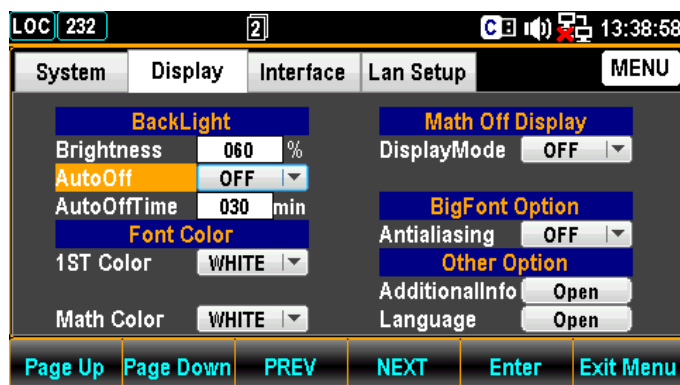 LOC 232 2 C 13:38:58
System Display Interface Lan Setup MENU
BackLight
Brightness 060 %
AutoOff OFF
AutoOffTime 030 min
Font Color
1ST Color WHITE
Math Color WHITE
Math Off Display
DisplayMode OFF
BigFont Option
Antialiasing OFF
Other Option
AdditionalInfo Open
Language Open
Page Up Page Down PREV NEXT Enter Exit Menu